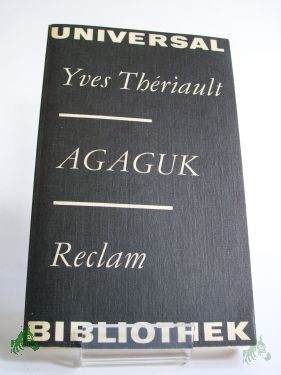 UNIVERSAL
Yves Thériault
AGAGUK
Reclam
BIBLIOTHEK